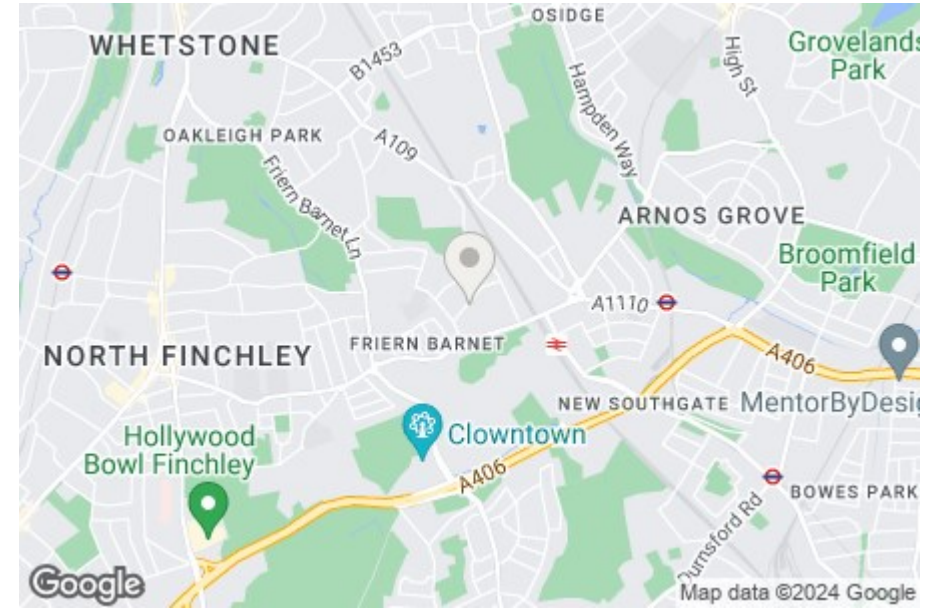 OSIDGE
WHETSTONE
Grovelands
Park
High St
B1453
Hampden Way
OAKLEIGH PARK
A109
Friern Barnet Ln
ARNOS GROVE
Broomfield
Park
A1110
FRIERN BARNET
NORTH FINCHLEY
A406
NEW SOUTHGATE
MentorByDesig
Clowntown
Hollywood
Bowl Finchley
A406
BOWES PARK
Durnsford Rd
Google
Map data ©2024 Google